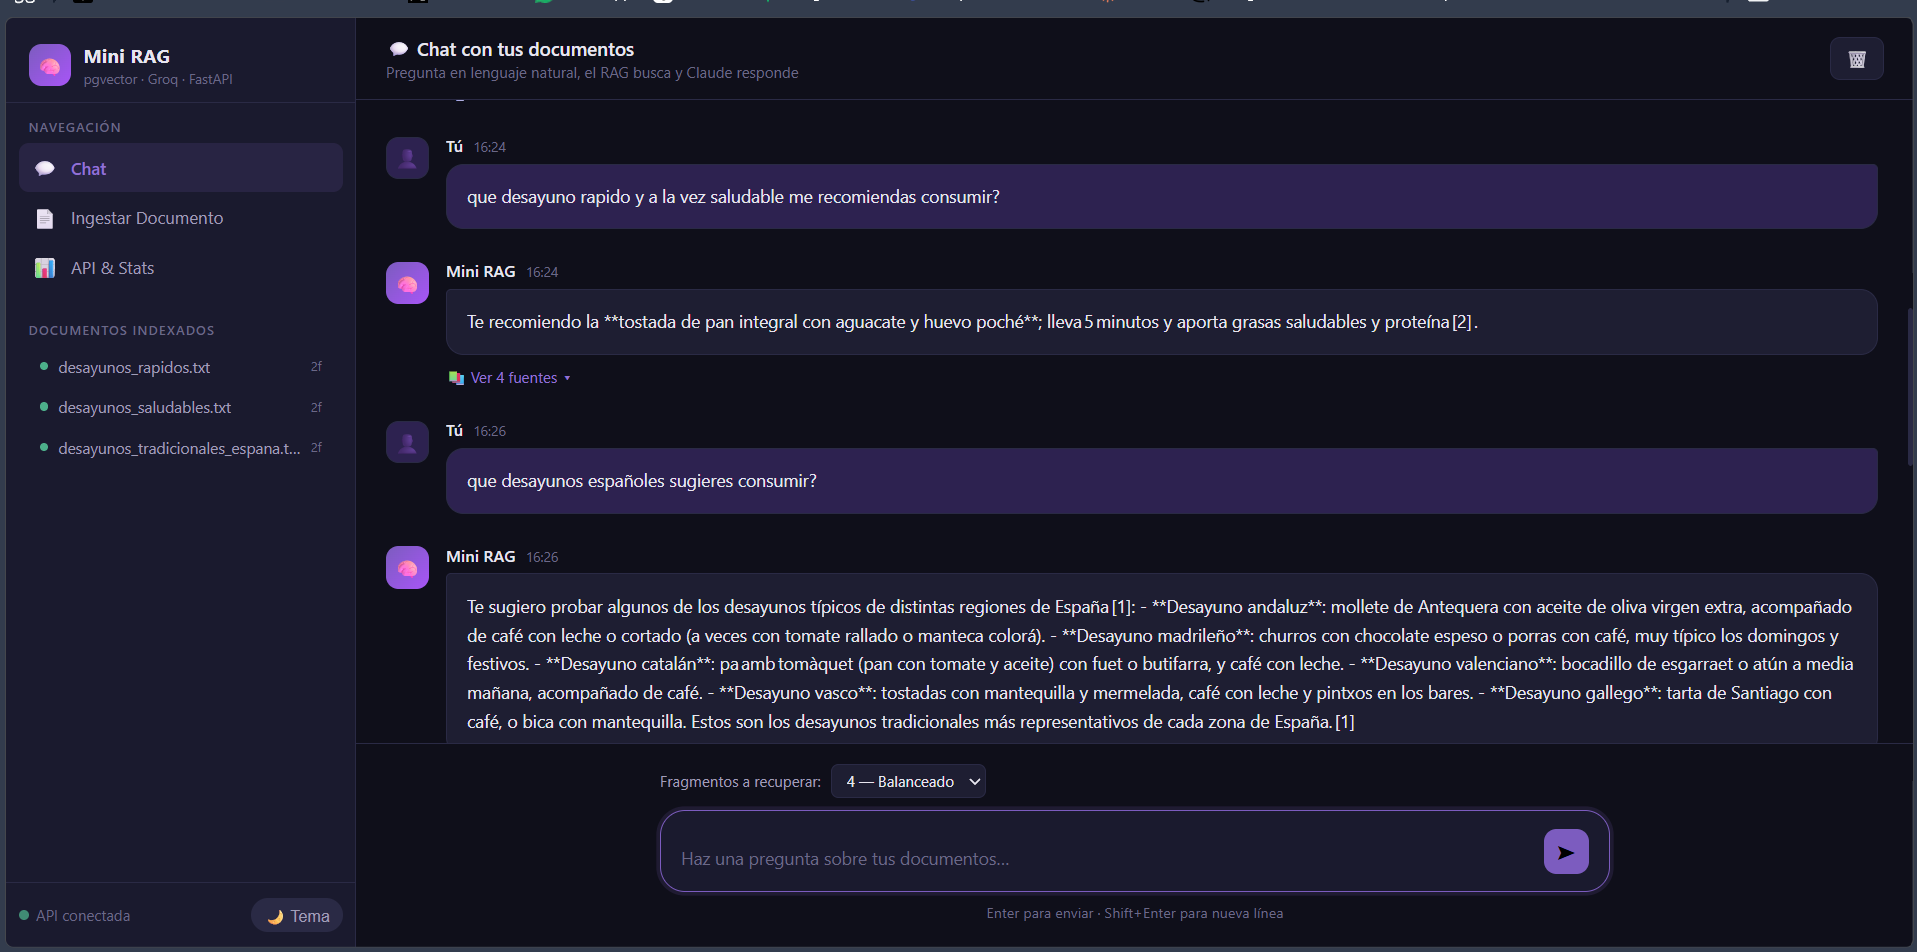 Mini RAG
pgvector · Groq · FastAPI
NAVEGACIÓN
Chat
Ingestar Documento
API & Stats
DOCUMENTOS INDEXADOS
desayunos_rapidos.txt 2f
desayunos_saludables.txt 2f
desayunos_tradicionales_espana.t... 2f
API conectada
Tema
Chat con tus documentos
Pregunta en lenguaje natural, el RAG busca y Claude responde
Tú 16:24
que desayuno rapido y a la vez saludable me recomiendas consumir?
Mini RAG 16:24
Te recomiendo la **tostada de pan integral con aguacate y huevo poché**; lleva 5 minutos y aporta grasas saludables y proteína [2].
Ver 4 fuentes ▾
Tú 16:26
que desayunos españoles sugieres consumir?
Mini RAG 16:26
Te sugiero probar algunos de los desayunos típicos de distintas regiones de España [1]: - **Desayuno andaluz**: mollete de Antequera con aceite de oliva virgen extra, acompañado
de café con leche o cortado (a veces con tomate rallado o manteca colorá). - **Desayuno madrileño**: churros con chocolate espeso o porras con café, muy típico los domingos y
festivos. - **Desayuno catalán**: pa amb tomàquet (pan con tomate y aceite) con fuet o butifarra, y café con leche. - **Desayuno valenciano**: bocadillo de esgarraet o atún a media
mañana, acompañado de café. - **Desayuno vasco**: tostadas con mantequilla y mermelada, café con leche y pintxos en los bares. - **Desayuno gallego**: tarta de Santiago con
café, o bica con mantequilla. Estos son los desayunos tradicionales más representativos de cada zona de España. [1]
Fragmentos a recuperar: 4 — Balanceado
Haz una pregunta sobre tus documentos...
Enter para enviar · Shift+Enter para nueva línea